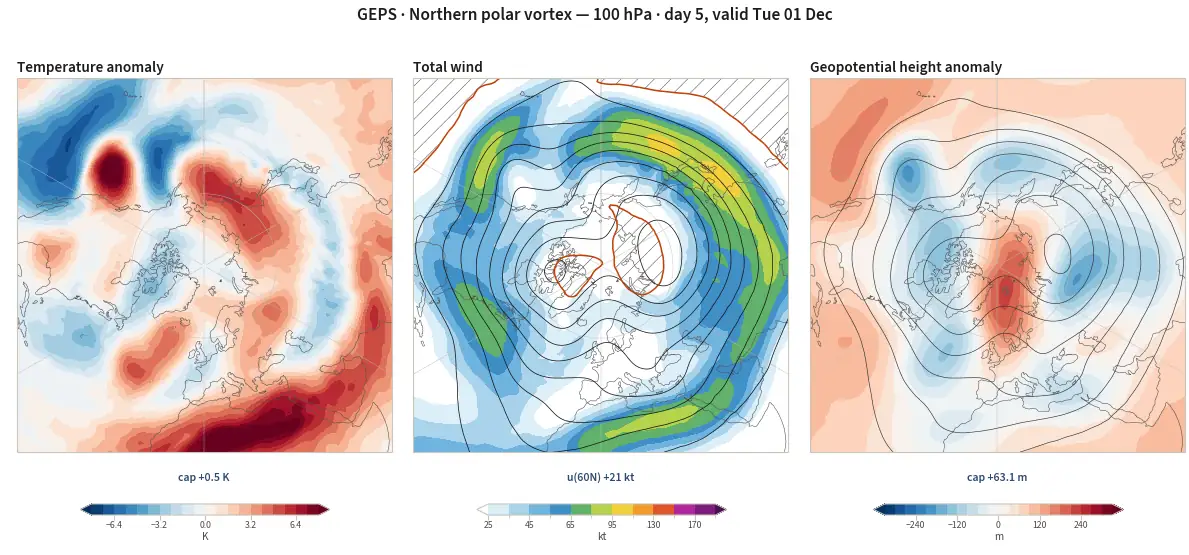 GEPS · Northern polar vortex — 100 hPa · day 5, valid Tue 01 Dec
Temperature anomaly
Total wind
Geopotential height anomaly
cap +0.5 K
u(60N) +21 kt
cap +63.1 m
−6.4 −3.2 0.0 3.2 6.4
K
25 45 65 95 130 170
kt
−240 −120 0 120 240
m